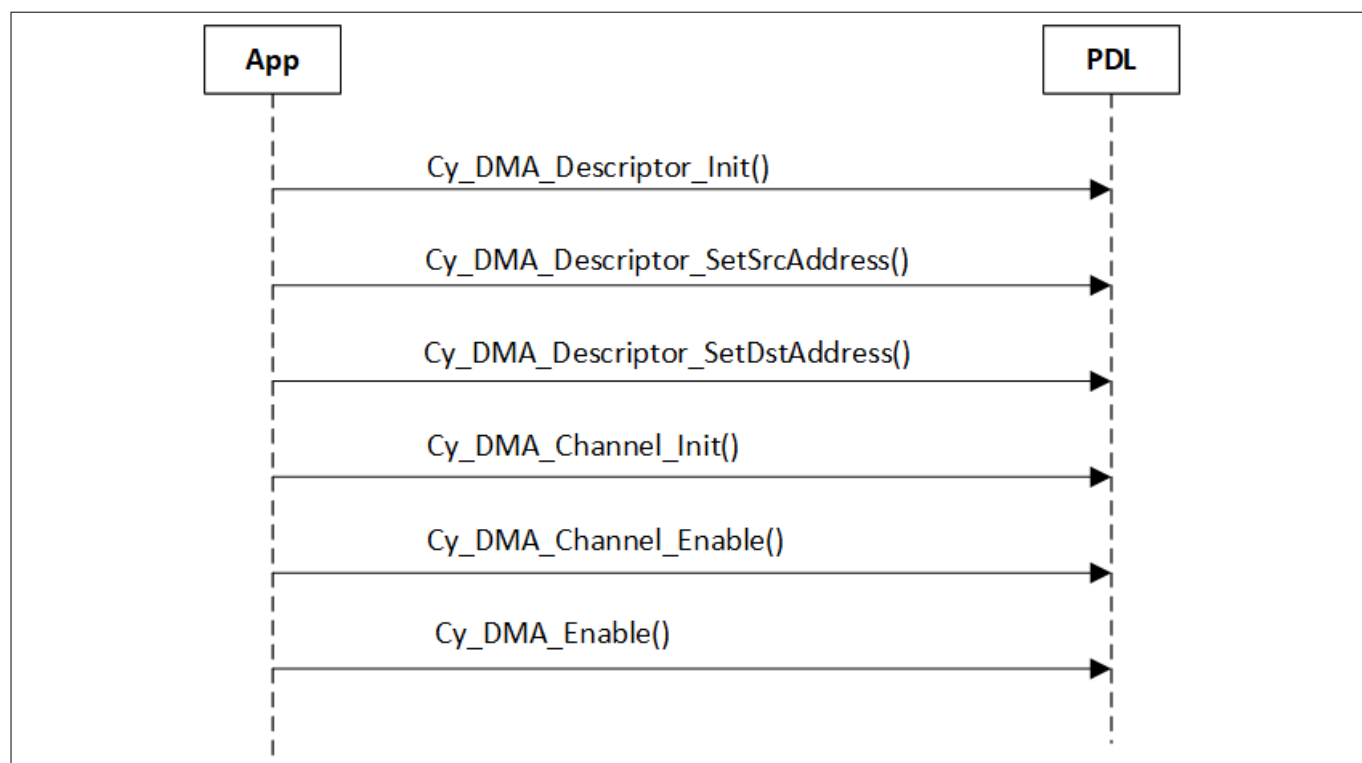 App
PDL
Cy_DMA_Descriptor_Init()
Cy_DMA_Descriptor_SetSrcAddress()
Cy_DMA_Descriptor_SetDstAddress()
Cy_DMA_Channel_Init()
Cy_DMA_Channel_Enable()
Cy_DMA_Enable()